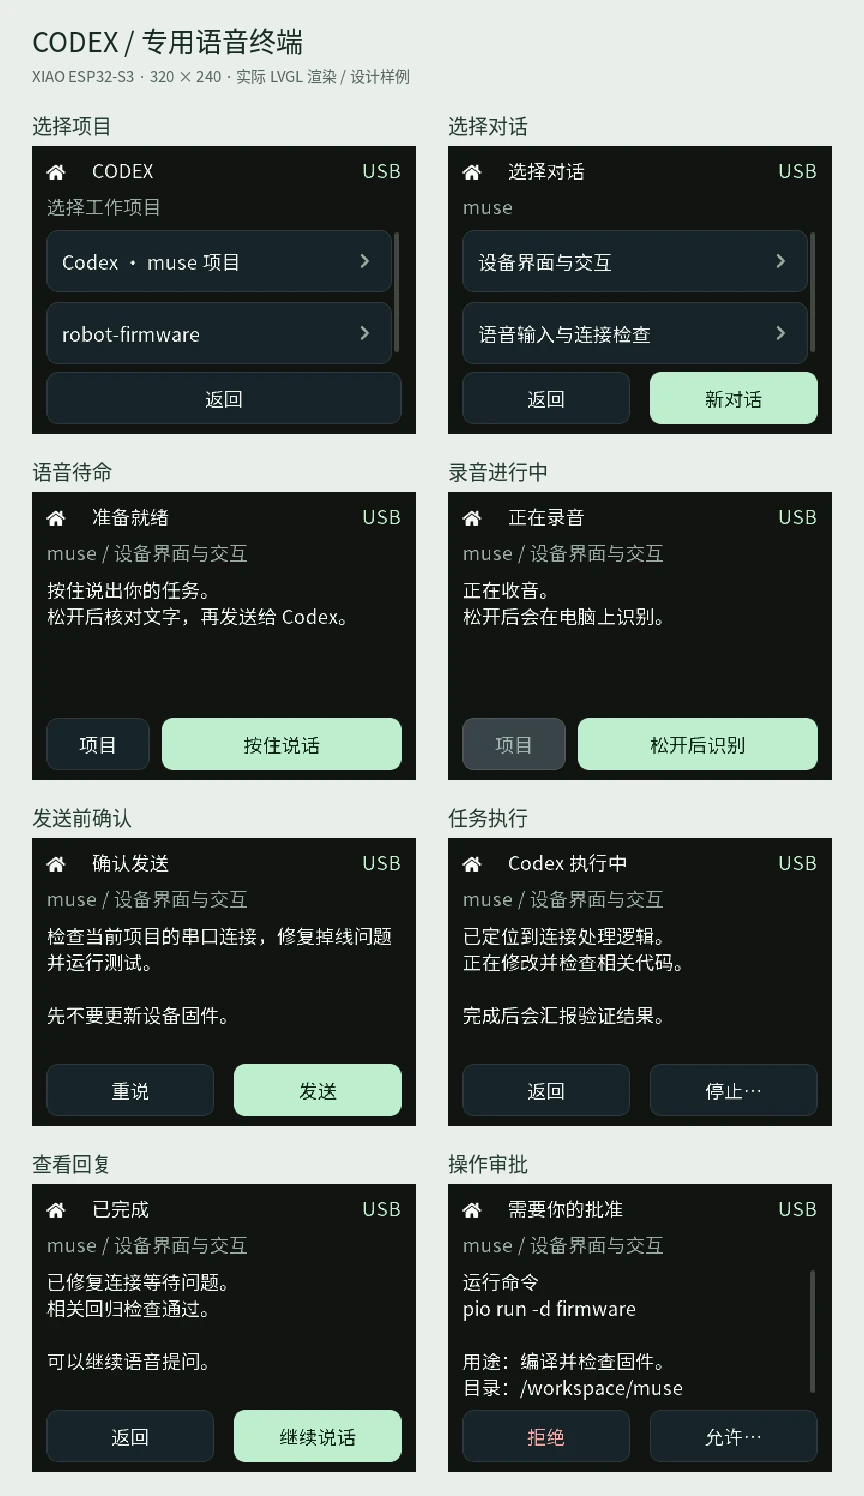 CODEX / 专用语音终端
XIAO ESP32-S3 · 320 × 240 · 实际 LVGL 渲染 / 设计样例
选择项目
CODEX USB
选择工作项目
Codex · muse 项目
robot-firmware
返回
选择对话
选择对话 USB
muse
设备界面与交互
语音输入与连接检查
返回 新对话
语音待命
准备就绪 USB
muse / 设备界面与交互
按住说出你的任务。
松开后核对文字，再发送给 Codex。
项目 按住说话
录音进行中
正在录音 USB
muse / 设备界面与交互
正在收音。
松开后会在电脑上识别。
项目 松开后识别
发送前确认
确认发送 USB
muse / 设备界面与交互
检查当前项目的串口连接，修复掉线问题
并运行测试。
先不要更新设备固件。
重说 发送
任务执行
Codex 执行中 USB
muse / 设备界面与交互
已定位到连接处理逻辑。
正在修改并检查相关代码。
完成后会汇报验证结果。
返回 停止…
查看回复
已完成 USB
muse / 设备界面与交互
已修复连接等待问题。
相关回归检查通过。
可以继续语音提问。
返回 继续说话
操作审批
需要你的批准 USB
muse / 设备界面与交互
运行命令
pio run -d firmware
用途：编译并检查固件。
目录：/workspace/muse
拒绝 允许…